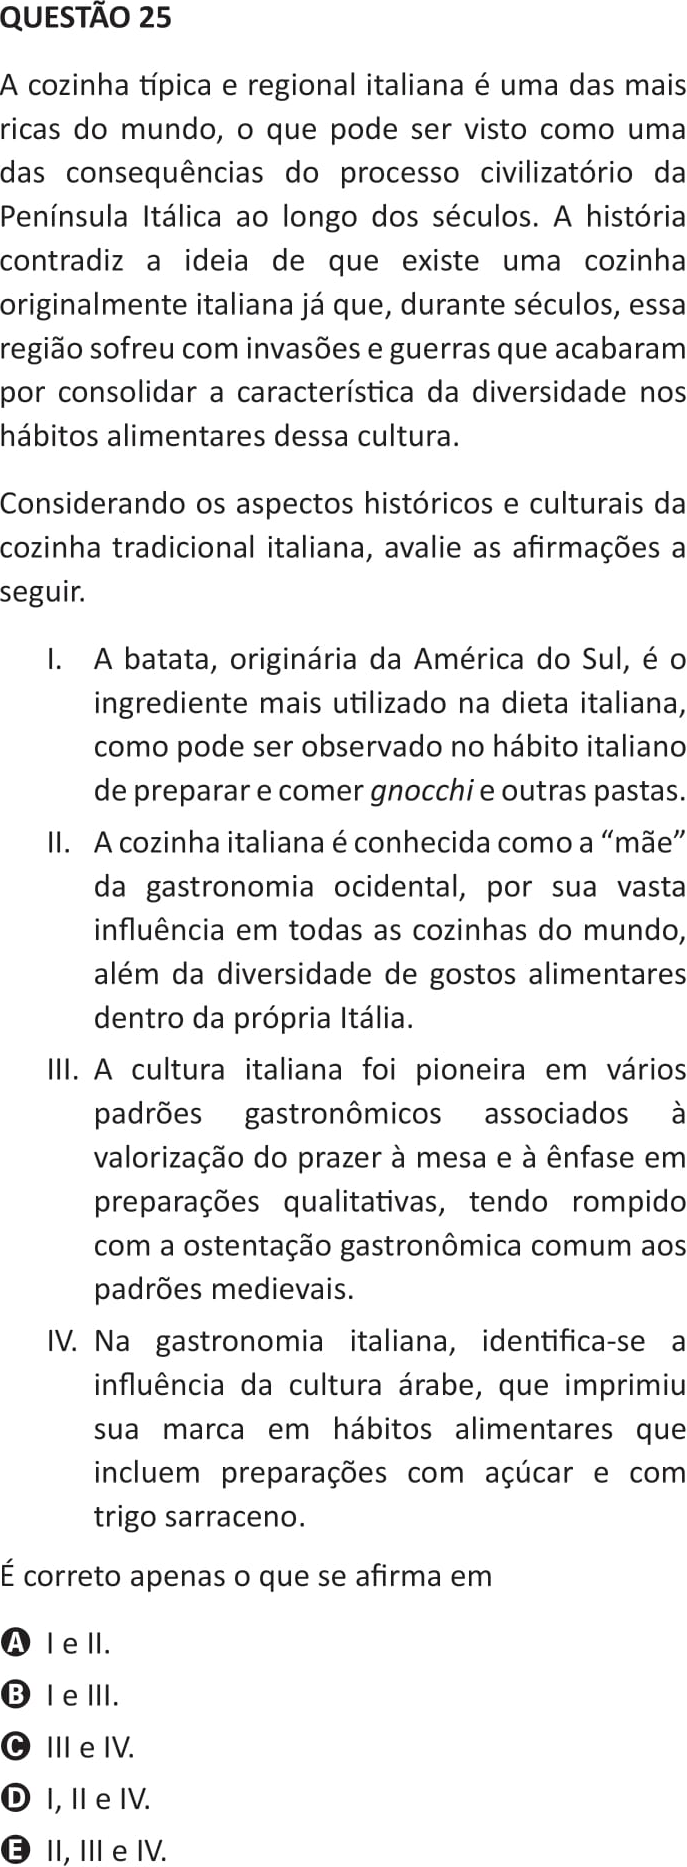 QUESTÃO 25
A cozinha típica e regional italiana é uma das mais
ricas do mundo, o que pode ser visto como uma
das consequências do processo civilizatório da
Península Itálica ao longo dos séculos. A história
contradiz a ideia de que existe uma cozinha
originalmente italiana já que, durante séculos, essa
região sofreu com invasões e guerras que acabaram
por consolidar a característica da diversidade nos
hábitos alimentares dessa cultura.
Considerando os aspectos históricos e culturais da
cozinha tradicional italiana, avalie as afirmações a
seguir.
I. A batata, originária da América do Sul, é o
ingrediente mais utilizado na dieta italiana,
como pode ser observado no hábito italiano
de preparar e comer gnocchi e outras pastas.
II. A cozinha italiana é conhecida como a “mãe”
da gastronomia ocidental, por sua vasta
influência em todas as cozinhas do mundo,
além da diversidade de gostos alimentares
dentro da própria Itália.
III. A cultura italiana foi pioneira em vários
padrões gastronômicos associados à
valorização do prazer à mesa e à ênfase em
preparações qualitativas, tendo rompido
com a ostentação gastronômica comum aos
padrões medievais.
IV. Na gastronomia italiana, identifica-se a
influência da cultura árabe, que imprimiu
sua marca em hábitos alimentares que
incluem preparações com açúcar e com
trigo sarraceno.
É correto apenas o que se afirma em
A I e II.
B I e III.
C III e IV.
D I, II e IV.
E II, III e IV.